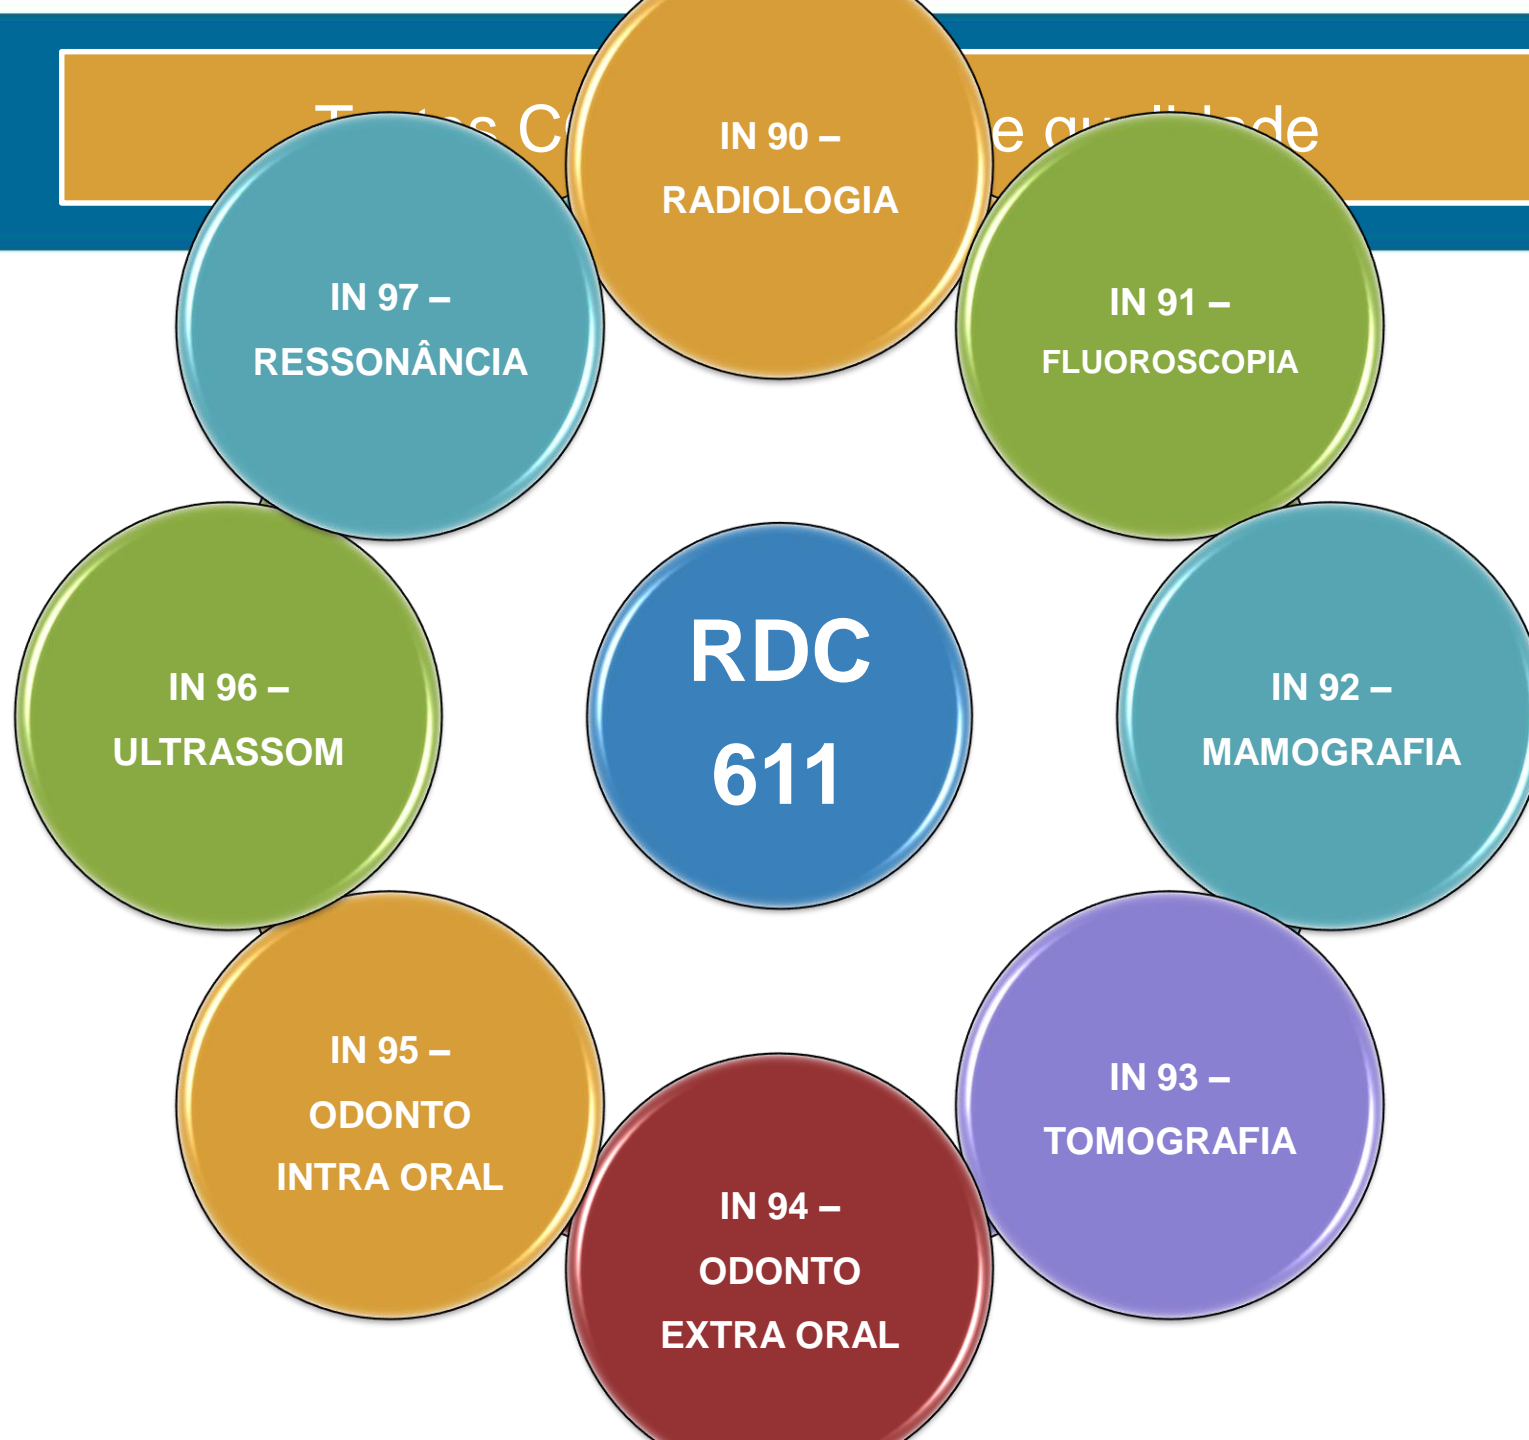 IN 90 –
RADIOLOGIA
IN 91 –
FLUOROSCOPIA
IN 92 –
MAMOGRAFIA
IN 93 –
TOMOGRAFIA
IN 94 –
ODONTO
EXTRA ORAL
IN 95 –
ODONTO
INTRA ORAL
IN 96 –
ULTRASSOM
IN 97 –
RESSONÂNCIA
RDC
611